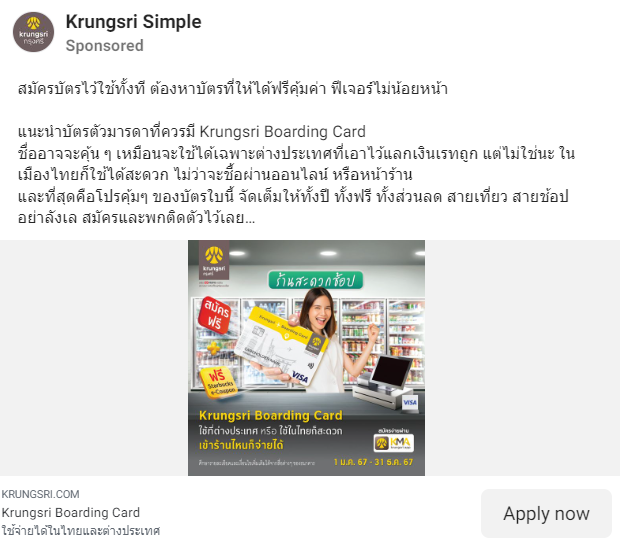 Krungsri Simple
Sponsored
krungsri
กรุงศรี
สมัครบัตรไว้ใช้ทั้งที ต้องหาบัตรที่ให้ได้ฟรีคุ้มค่า ฟีเจอร์ไม่น้อยหน้า
แนะนำบัตรตัวมารดาที่ควรมี Krungsri Boarding Card
ชื่ออาจจะคุ้น ๆ เหมือนจะใช้ได้เฉพาะต่างประเทศที่เอาไว้แลกเงินเรทถูก แต่ไม่ใช่นะ ใน
เมืองไทยก็ใช้ได้สะดวก ไม่ว่าจะซื้อผ่านออนไลน์ หรือหน้าร้าน
และที่สุดคือโปรคุ้มๆ ของบัตรใบนี้ จัดเต็มให้ทั้งปี ทั้งฟรี ทั้งส่วนลด สายเที่ยว สายช้อป
อย่าลังเล สมัครและพกติดตัวไว้เลย...
krungsri
กรุงศรี
ร้านสะดวกช้อป
สมัคร
ฟรี
Krungsri Boarding Card
VISA
ฟรี
Starbucks
e-Coupon
VISA
Krungsri Boarding Card
ใช้ที่ต่างประเทศ หรือ ใช้ในไทยก็สะดวก
เข้าร้านไหนก็จ่ายได้
สมัครง่ายผ่าน
KMA
1 ม.ค. 67 - 31 ธ.ค. 67
KRUNGSRI.COM
Krungsri Boarding Card
ใช้จ่ายได้ในไทยและต่างประเทศ
Apply now